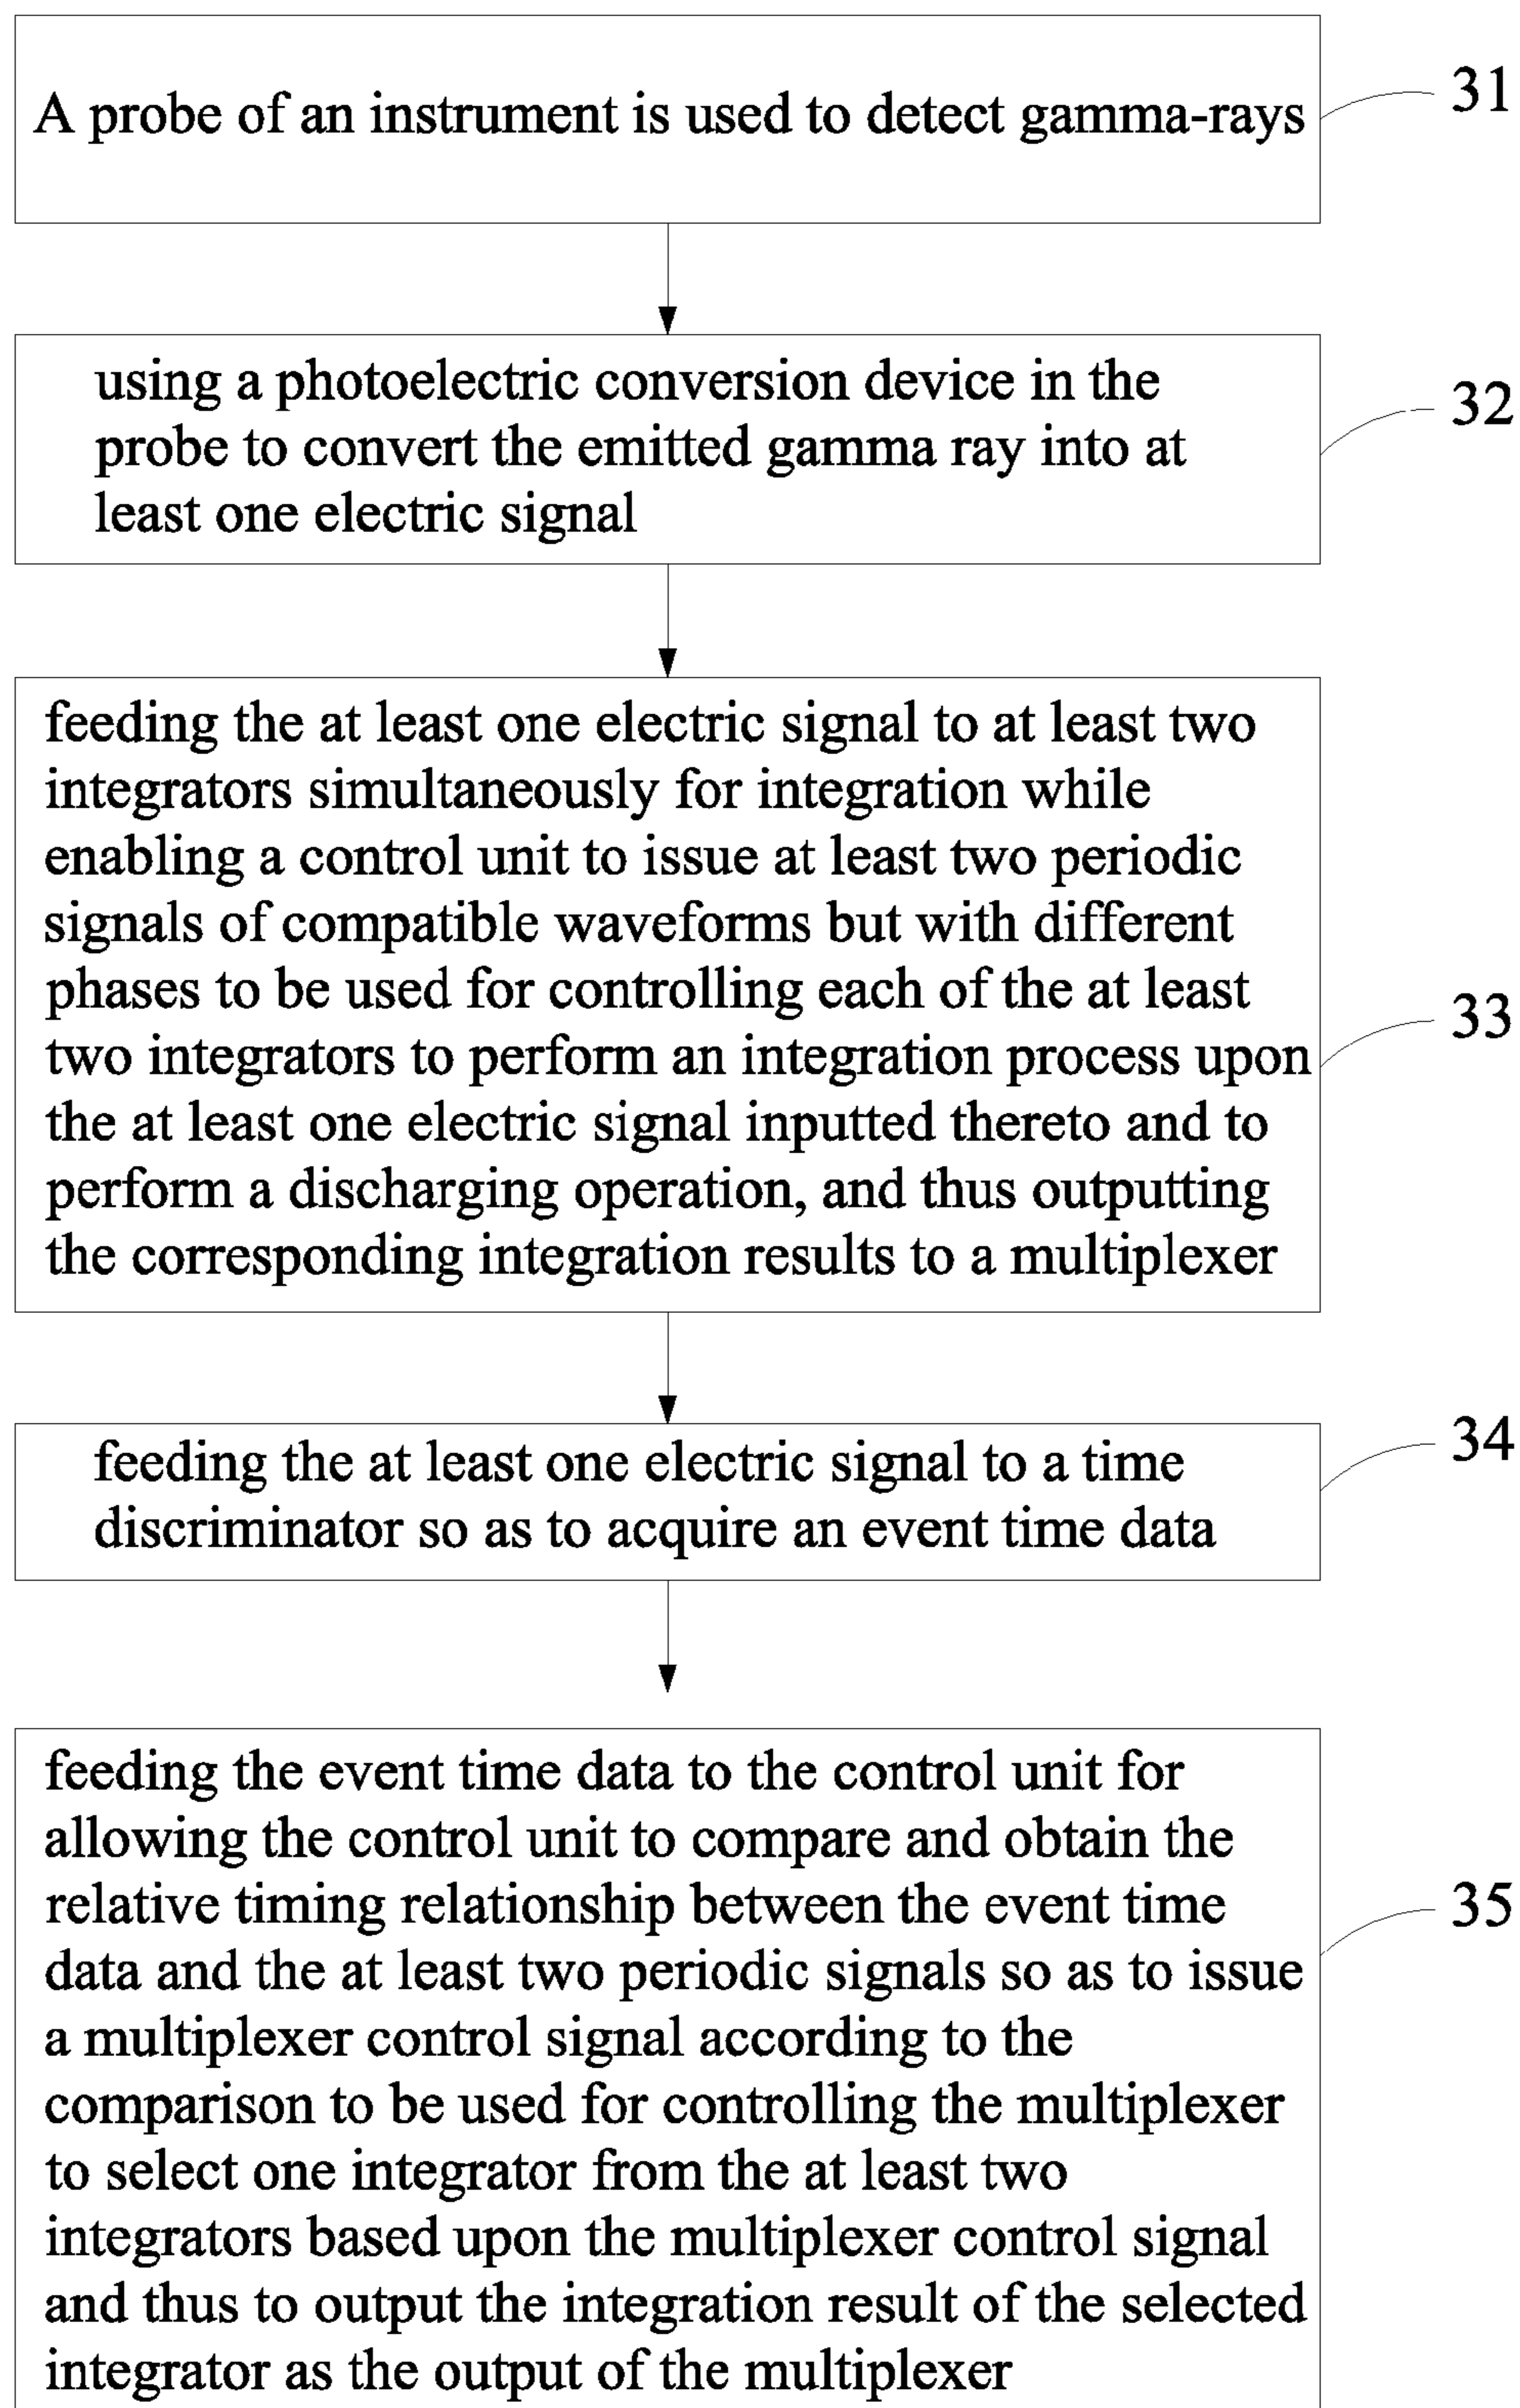 A probe of an instrument is used to detect gamma-rays
31
using a photoelectric conversion device in the
probe to convert the emitted gamma ray into at
least one electric signal
32
feeding the at least one electric signal to at least two
integrators simultaneously for integration while
enabling a control unit to issue at least two periodic
signals of compatible waveforms but with different
phases to be used for controlling each of the at least
two integrators to perform an integration process upon
the at least one electric signal inputted thereto and to
perform a discharging operation, and thus outputting
the corresponding integration results to a multiplexer
33
feeding the at least one electric signal to a time
discriminator so as to acquire an event time data
34
feeding the event time data to the control unit for
allowing the control unit to compare and obtain the
relative timing relationship between the event time
data and the at least two periodic signals so as to issue
a multiplexer control signal according to the
comparison to be used for controlling the multiplexer
to select one integrator from the at least two
integrators based upon the multiplexer control signal
and thus to output the integration result of the selected
integrator as the output of the multiplexer
35